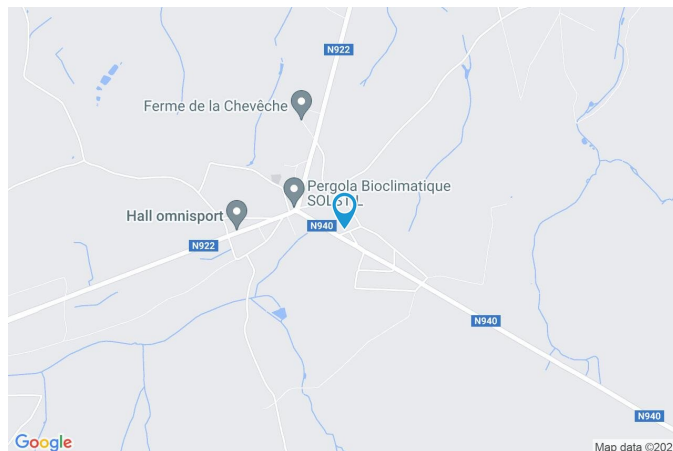 N922
Ferme de la Chevêche
Pergola Bioclimatique
Hall omnisport
N940
N922
N940
N940
Google
Map data ©202